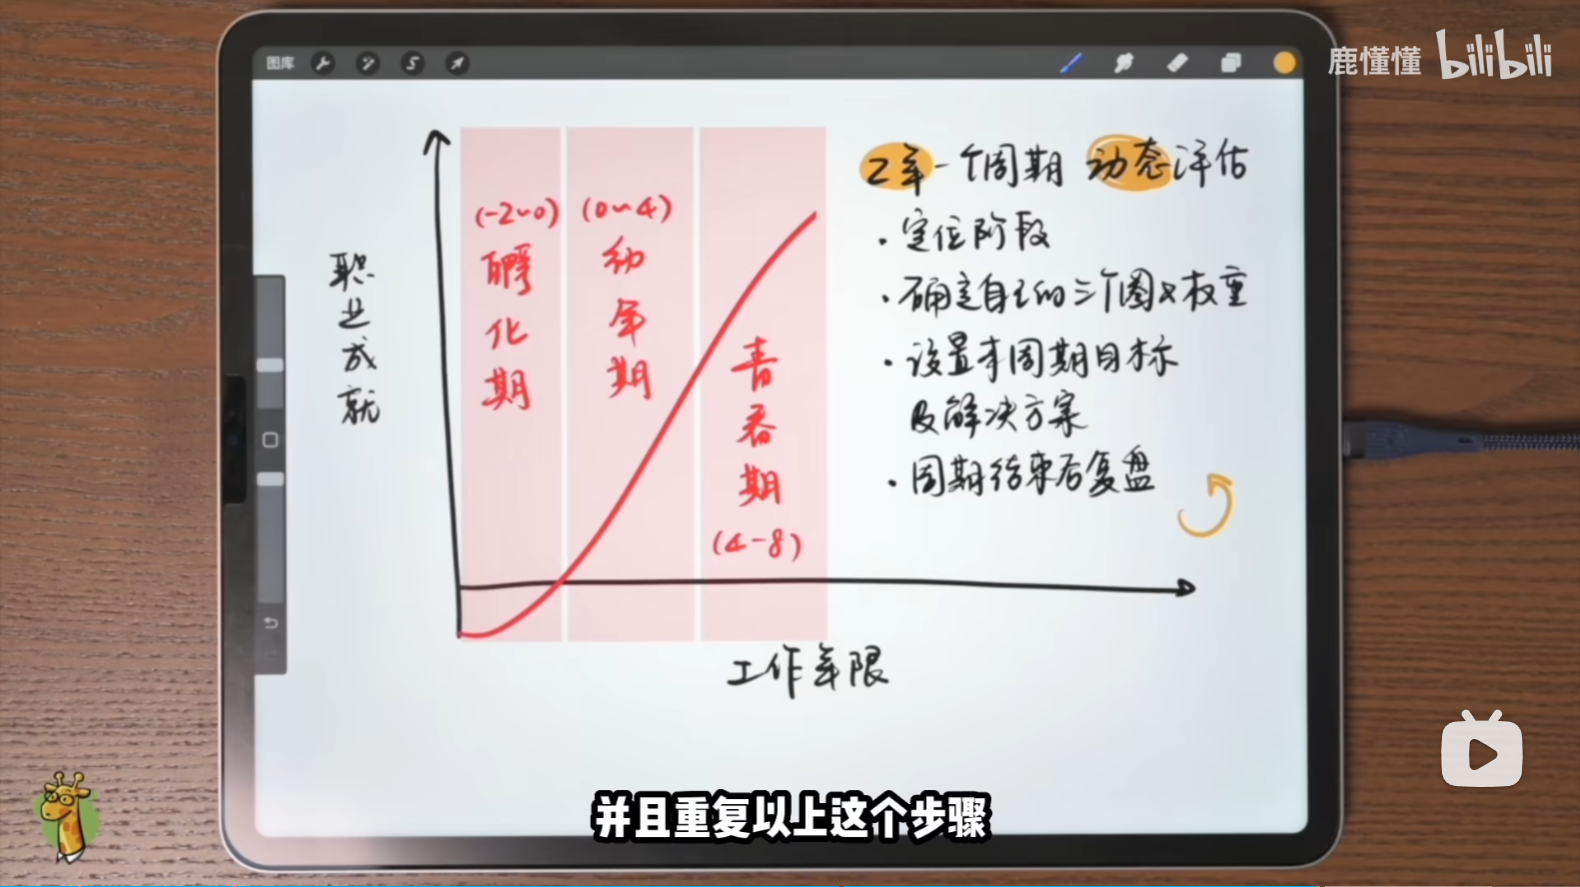 图库
鹿懂懂 bilibili
职业成就
(-2~0)
孵化期
(0~4)
幼年期
青春期
(4-8)
工作年限
2年一个周期 动态评估
· 定位阶段
· 确定自己的三个圈及权重
· 设置本周期目标
及解决方案
· 周期结束后复盘
并且重复以上这个步骤